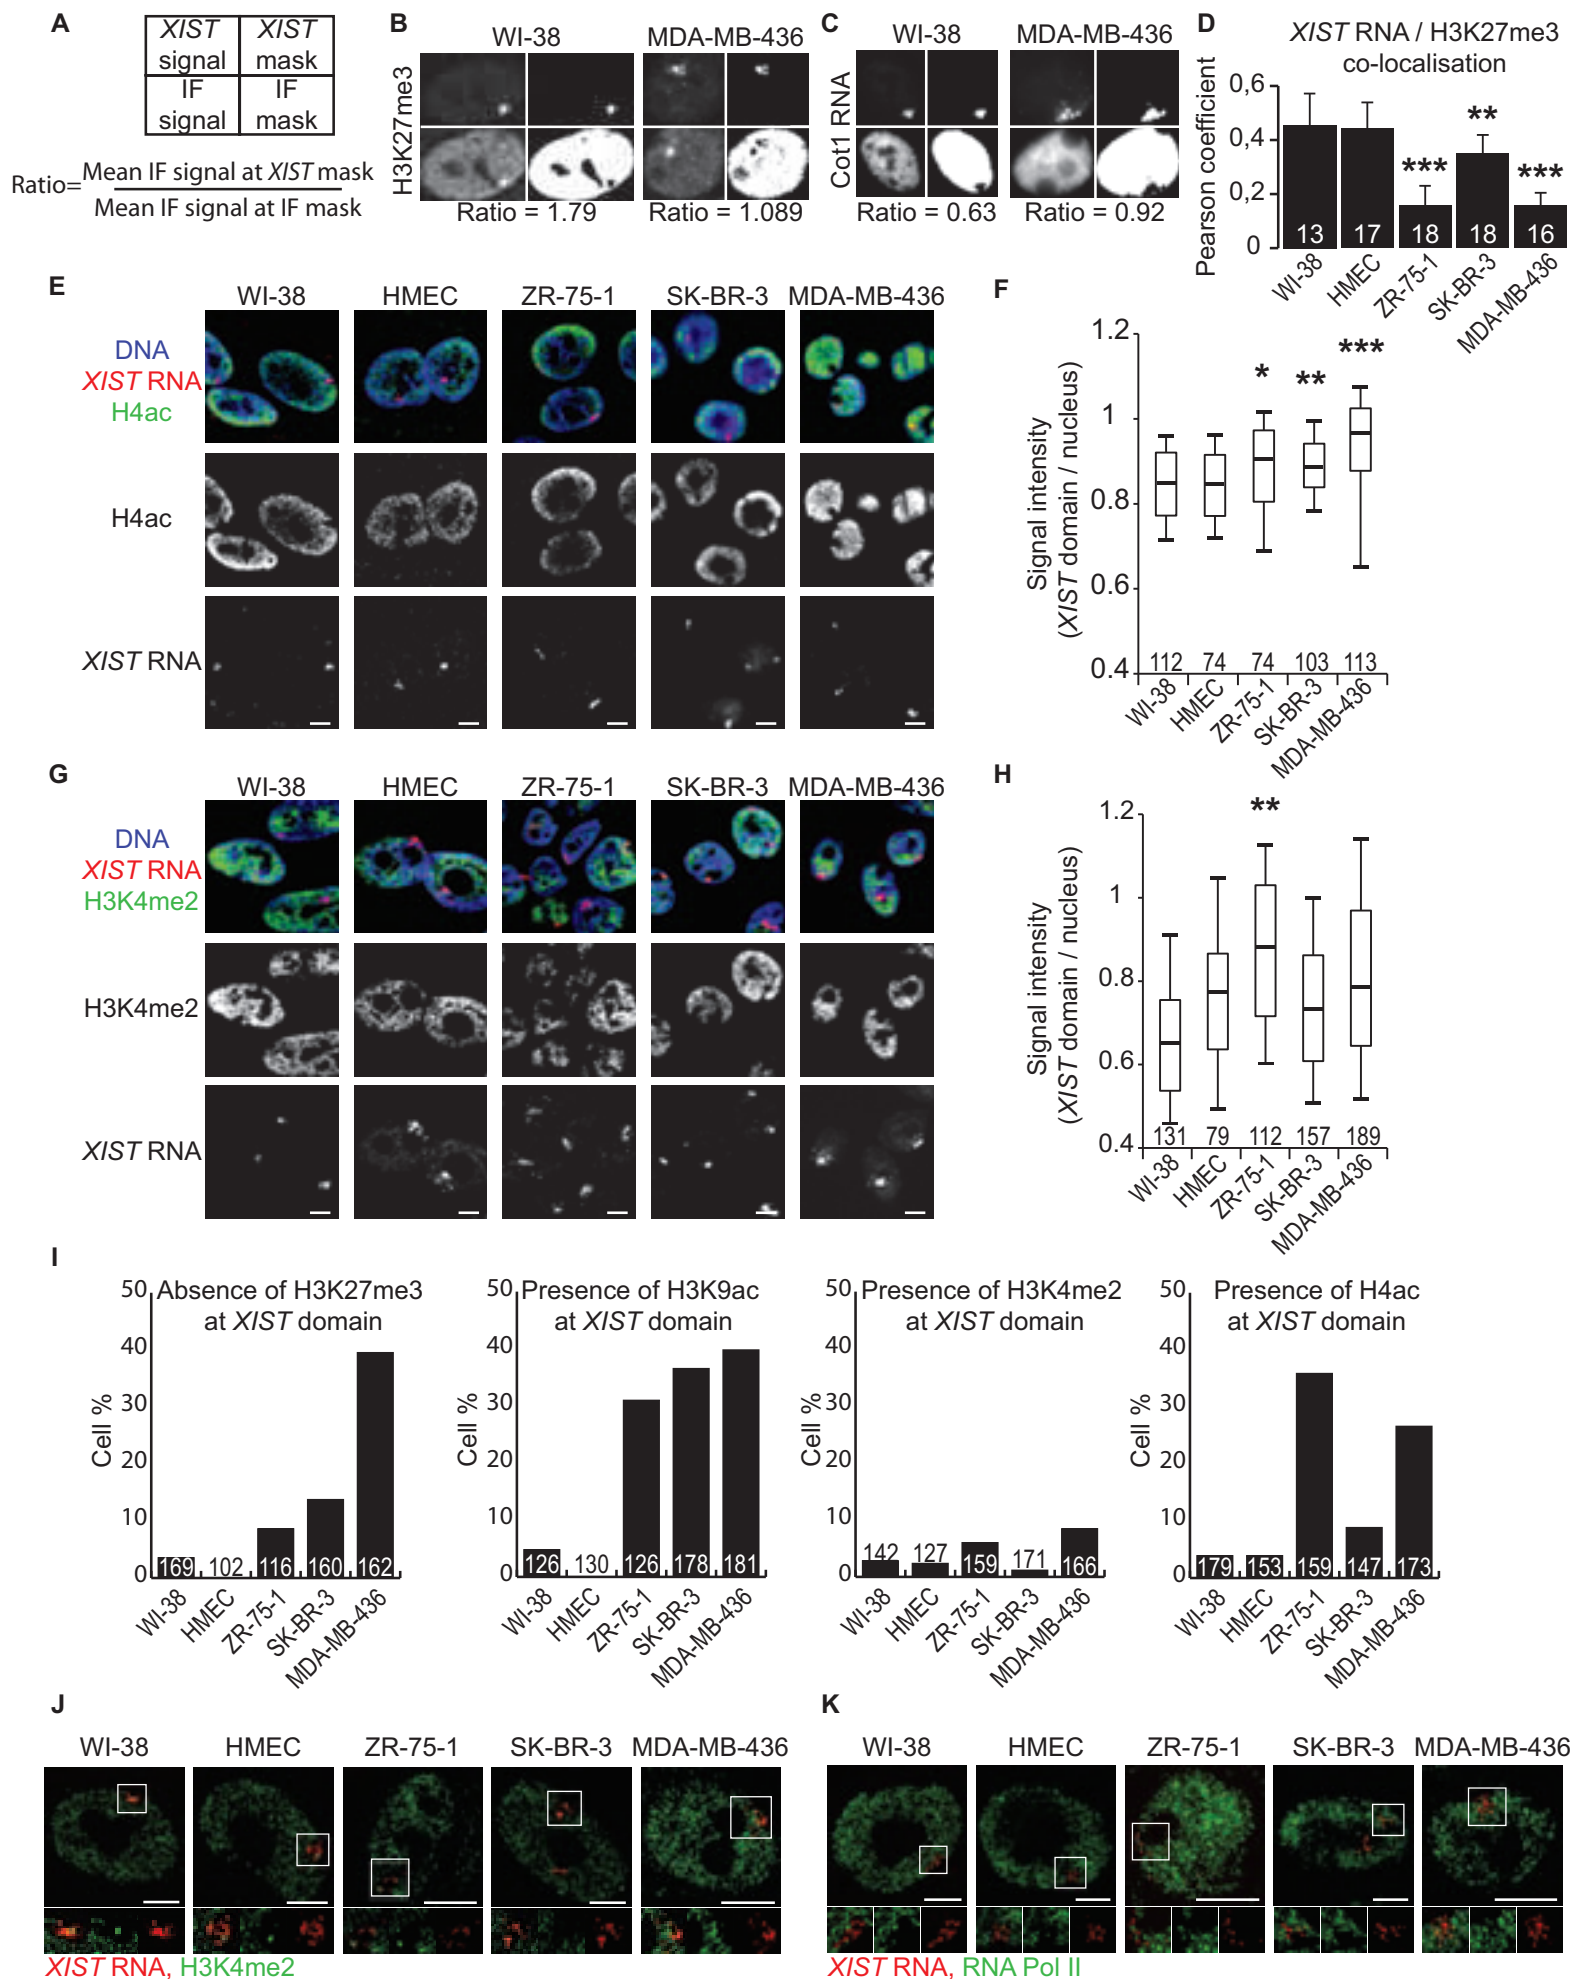 A
XIST signal
XIST mask
IF signal
IF mask
Ratio=
Mean IF signal at XIST mask
Mean IF signal at IF mask
B
WI-38 MDA-MB-436
H3K27me3
Ratio = 1.79 Ratio = 1.089
C
WI-38 MDA-MB-436
Cot1 RNA
Ratio = 0.63 Ratio = 0.92
D
XIST RNA / H3K27me3
co-localisation
Pearson coefficient
0,6
0,4
0,2
0
** 
*** ***
13 17 18 18 16
WI-38 HMEC ZR-75-1 SK-BR-3 MDA-MB-436
E
WI-38 HMEC ZR-75-1 SK-BR-3 MDA-MB-436
DNA
XIST RNA
H4ac
H4ac
XIST RNA
F
Signal intensity
(XIST domain / nucleus)
1.2
1
0.8
0.6
0.4
* ** ***
112 74 74 103 113
WI-38 HMEC ZR-75-1 SK-BR-3 MDA-MB-436
G
WI-38 HMEC ZR-75-1 SK-BR-3 MDA-MB-436
DNA
XIST RNA
H3K4me2
H3K4me2
XIST RNA
H
Signal intensity
(XIST domain / nucleus)
1.2
1
0.8
0.6
0.4
**
131 79 112 157 189
WI-38 HMEC ZR-75-1 SK-BR-3 MDA-MB-436
I
Absence of H3K27me3
at XIST domain
Cell %
50
40
30
20
10
0
169 102 116 160 162
WI-38 HMEC ZR-75-1 SK-BR-3 MDA-MB-436
Presence of H3K9ac
at XIST domain
Cell %
50
40
30
20
10
0
126 130 126 178 181
WI-38 HMEC ZR-75-1 SK-BR-3 MDA-MB-436
Presence of H3K4me2
at XIST domain
Cell %
50
40
30
20
10
0
142 127 159 171 166
WI-38 HMEC ZR-75-1 SK-BR-3 MDA-MB-436
Presence of H4ac
at XIST domain
Cell %
50
40
30
20
10
0
179 153 159 147 173
WI-38 HMEC ZR-75-1 SK-BR-3 MDA-MB-436
J
WI-38 HMEC ZR-75-1 SK-BR-3 MDA-MB-436
XIST RNA, H3K4me2
K
WI-38 HMEC ZR-75-1 SK-BR-3 MDA-MB-436
XIST RNA, RNA Pol II